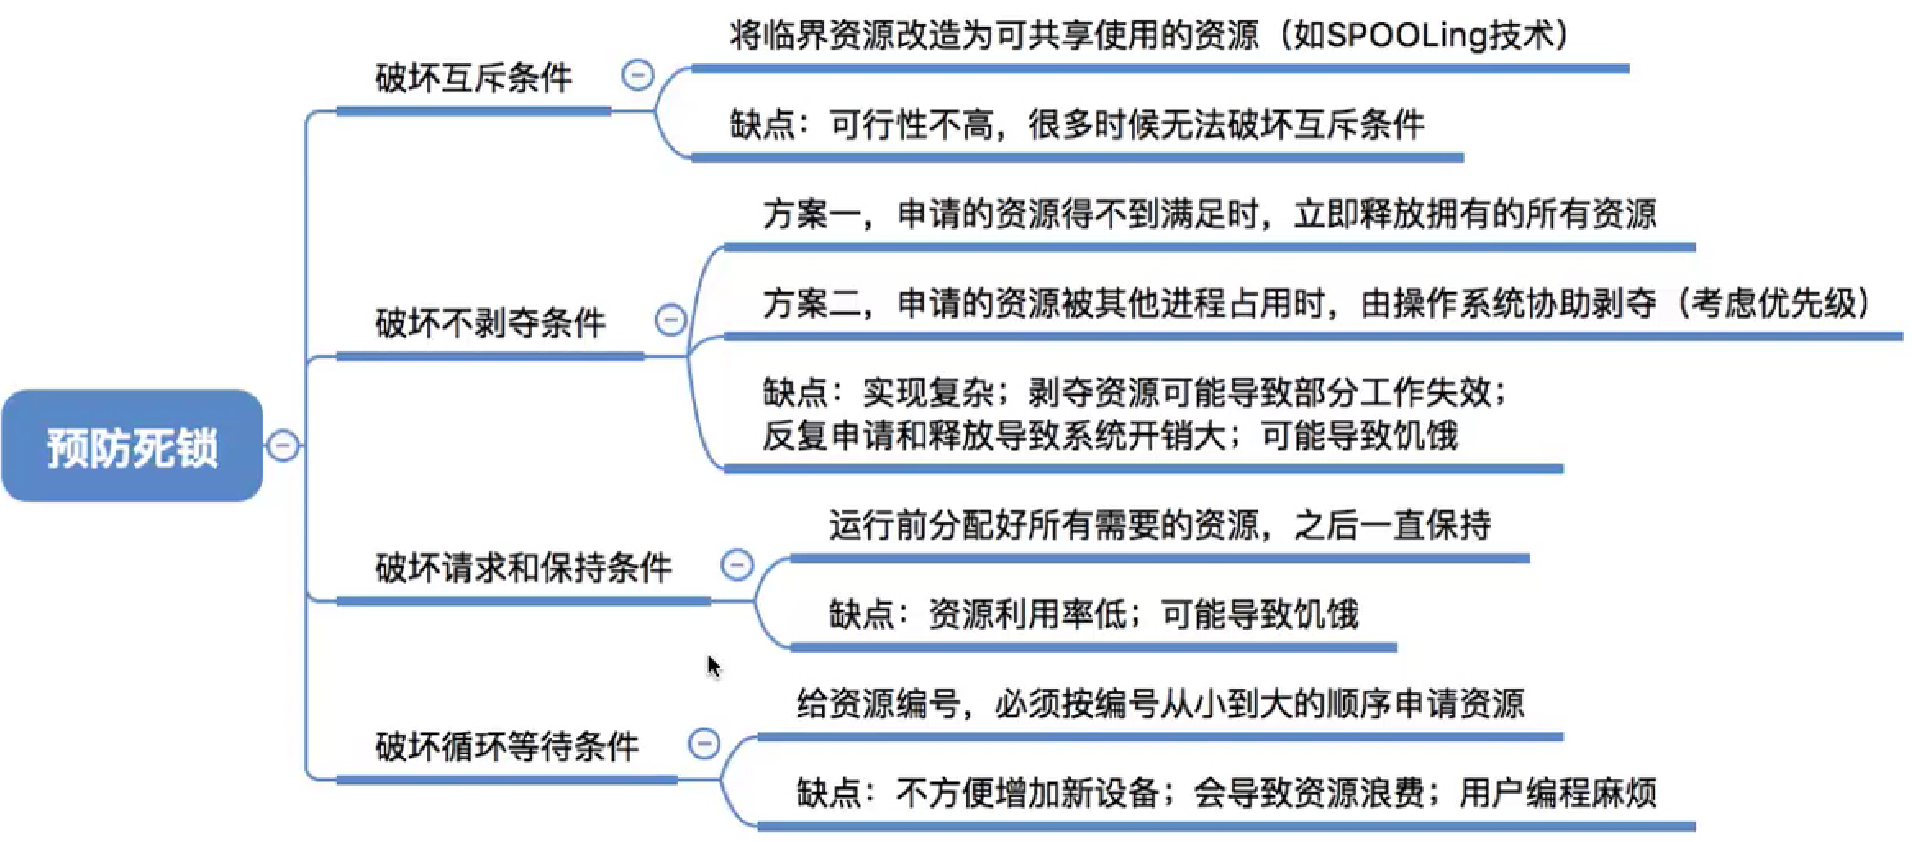 预防死锁
破坏互斥条件
将临界资源改造为可共享使用的资源（如SPOOLing技术）
缺点：可行性不高，很多时候无法破坏互斥条件
破坏不剥夺条件
方案一，申请的资源得不到满足时，立即释放拥有的所有资源
方案二，申请的资源被其他进程占用时，由操作系统协助剥夺（考虑优先级）
缺点：实现复杂；剥夺资源可能导致部分工作失效；
反复申请和释放导致系统开销大；可能导致饥饿
破坏请求和保持条件
运行前分配好所有需要的资源，之后一直保持
缺点：资源利用率低；可能导致饥饿
破坏循环等待条件
给资源编号，必须按编号从小到大的顺序申请资源
缺点：不方便增加新设备；会导致资源浪费；用户编程麻烦